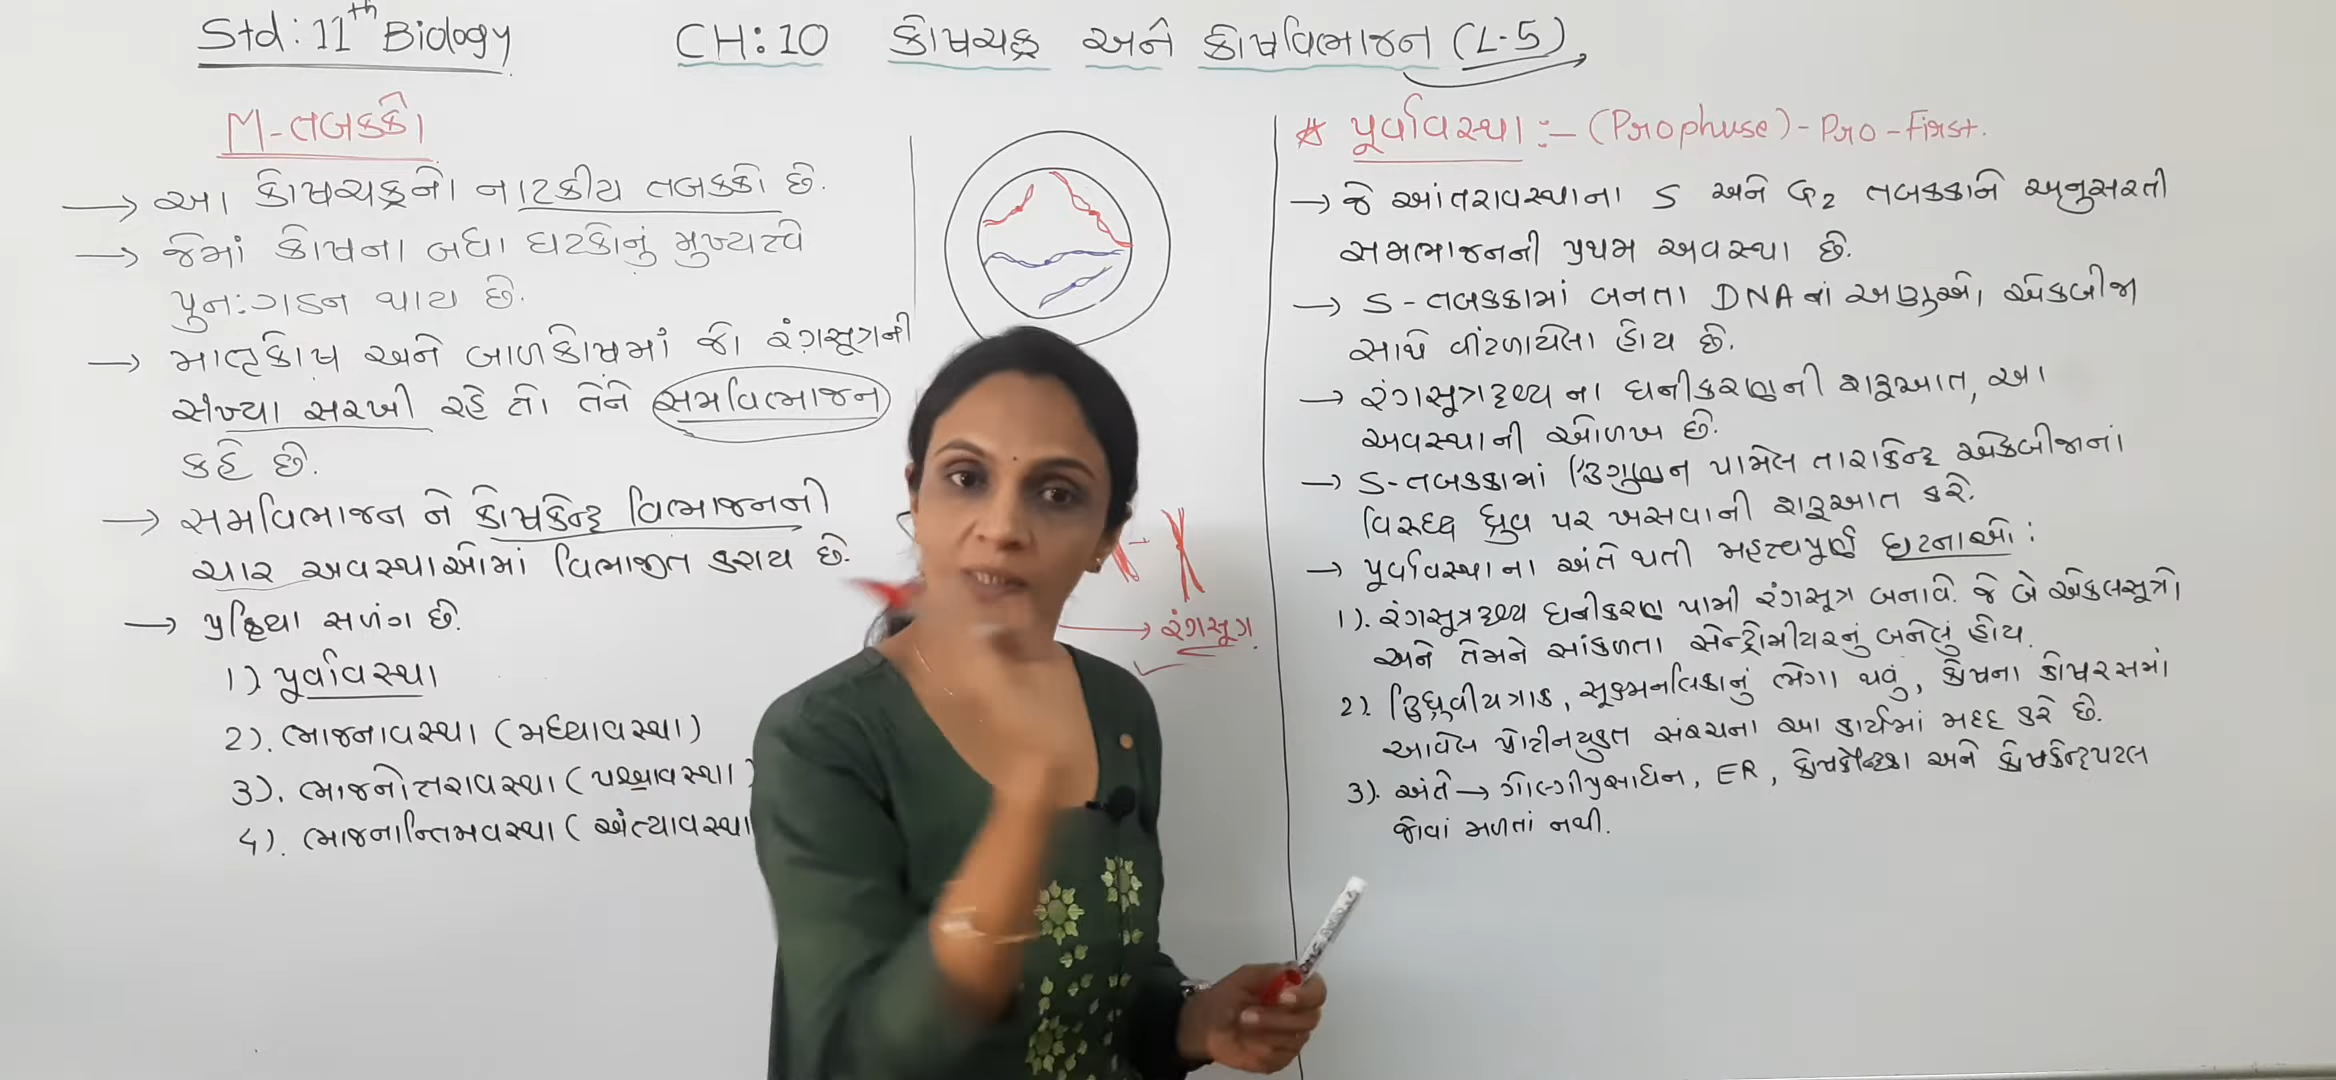 Std: 11th Biology
CH: 10 કોષચક્ર અને કોષવિભાજન (L-5)
M-તબક્કો
→ આ કોષચક્રનો નાટકીય તબક્કો છે.
→ જેમાં કોષના બધા ઘટકોનું મુખ્યત્વે
પુનઃગઠન થાય છે.
→ માતૃકોષ અને બાળકોષમાં જો રંગસૂત્રની
સંખ્યા સરખી રહે તો તેને સમવિભાજન
કહે છે.
→ સમવિભાજન ને કોષકેન્દ્ર વિભાજનની
ચાર અવસ્થાઓમાં વિભાજીત કરાય છે.
→ પ્રક્રિયા સળંગ છે.
1). પૂર્વાવસ્થા
2). ભાજનાવસ્થા (મધ્યાવસ્થા)
3). ભાજનોત્તરાવસ્થા (પશ્ચાવસ્થા)
4). ભાજનાન્તિમવસ્થા (અંત્યાવસ્થા
→ રંગસૂત્ર
* પૂર્વાવસ્થા :- (Prophase) - Pro - First.
→ જે આંતરાવસ્થાના S અને G2 તબક્કાને અનુસરતી
સમભાજનની પ્રથમ અવસ્થા છે.
→ S - તબક્કામાં બનતા DNA નાં અણુઓ, એકબીજા
સાથે વીંટળાયેલા હોય છે.
→ રંગસૂત્રદ્રવ્ય ના ઘનીકરણની શરૂઆત, આ
અવસ્થાની ઓળખ છે.
→ S-તબક્કામાં દ્વિગુણન પામેલ તારાકેન્દ્ર એકબીજાનાં
વિરુદ્ધ ધ્રુવ પર ખસવાની શરૂઆત કરે.
→ પૂર્વાવસ્થાના અંતે થતી મહત્ત્વપૂર્ણ ઘટનાઓ :
1). રંગસૂત્રદ્રવ્ય ઘનીકરણ પામી રંગસૂત્ર બનાવે. જે બે એકલસૂત્રો
અને તેમને સાંકળતા સેન્ટ્રોમીયરનું બનેલું હોય.
2). દ્વિધ્રુવીયત્રાક, સૂક્ષ્મનલિકાનું ભેગા થવું, કોષના કોષરસમાં
આવેલ પ્રોટીનયુક્ત સંરચના આ કાર્યમાં મદદ કરે છે.
3). અંતે → ગોલ્ગીપ્રસાધન, ER, કોષકેન્દ્રિકા અને કોષકેન્દ્રપટલ
જોવાં મળતાં નથી.